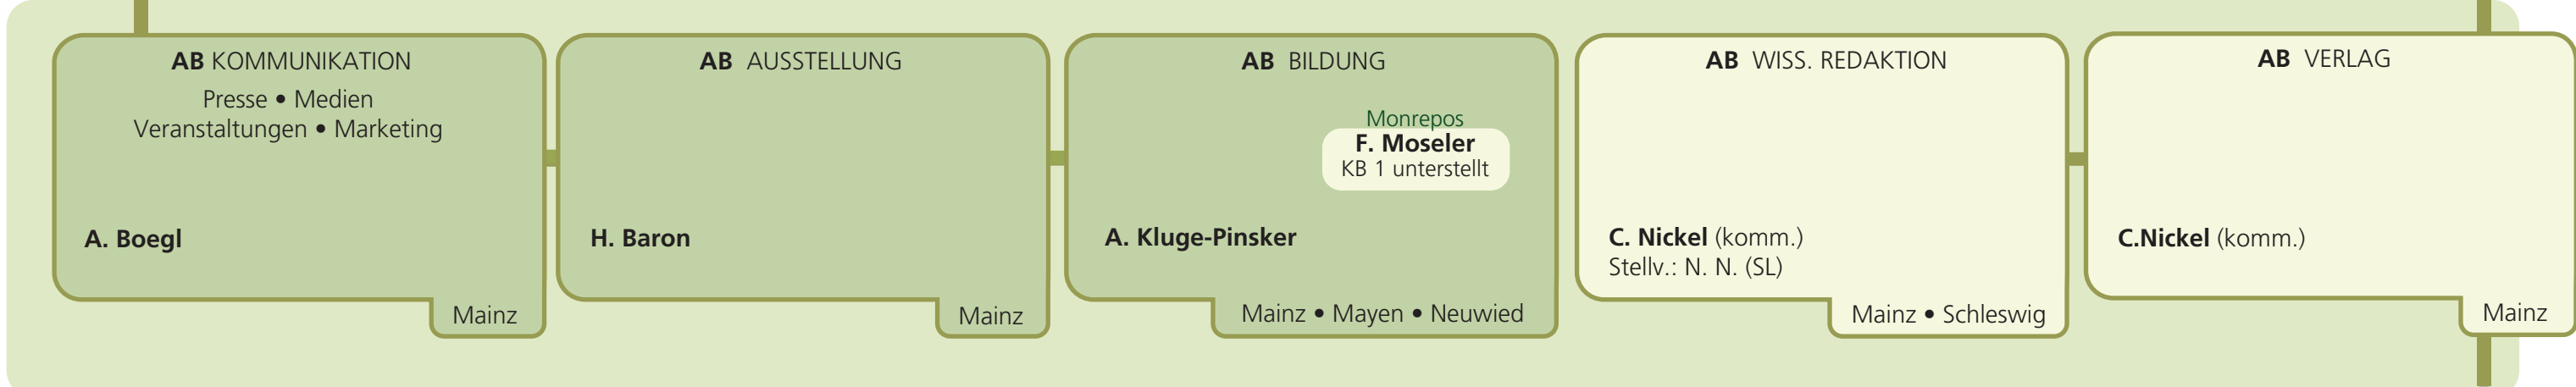 AB KOMMUNIKATION
Presse • Medien
Veranstaltungen • Marketing
A. Boegl
Mainz
AB AUSSTELLUNG
H. Baron
Mainz
AB BILDUNG
Monrepos
F. Moseler
KB 1 unterstellt
A. Kluge-Pinsker
Mainz • Mayen • Neuwied
AB WISS. REDAKTION
C. Nickel (komm.)
Stellv.: N. N. (SL)
Mainz • Schleswig
AB VERLAG
C.Nickel (komm.)
Mainz